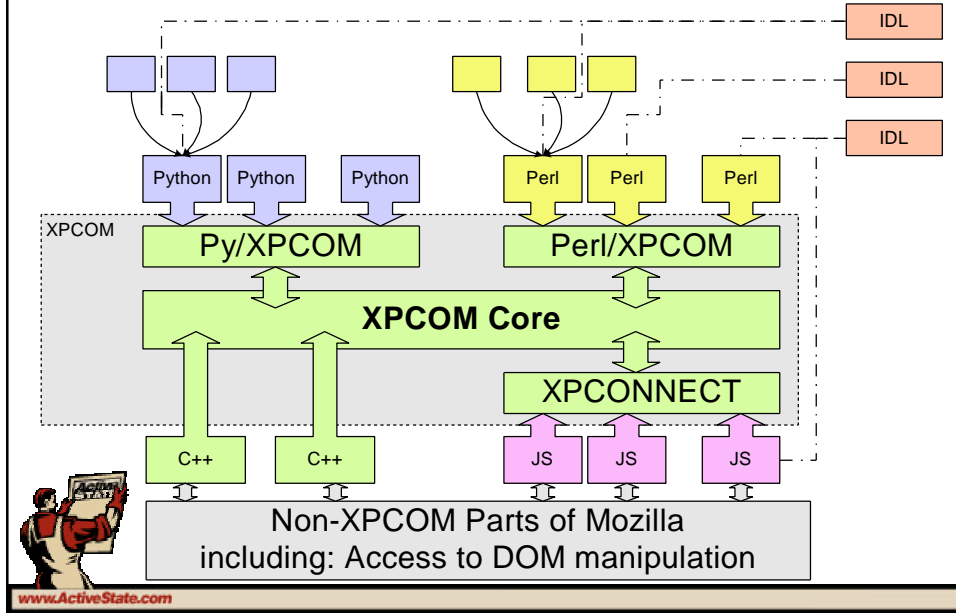 IDL
IDL
IDL
Python Python Python Perl Perl Perl
XPCOM
Py/XPCOM Perl/XPCOM
XPCOM Core
XPCONNECT
C++ C++ JS JS JS
Non-XPCOM Parts of Mozilla
including: Access to DOM manipulation
Active
www.ActiveState.com